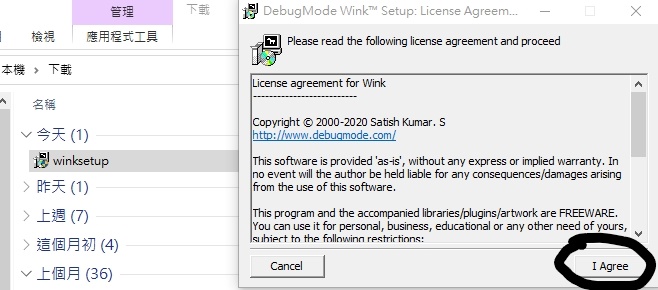 管理
下載
檢視
應用程式工具
本機 › 下載
名稱
今天 (1)
winksetup
昨天 (1)
上週 (7)
這個月初 (4)
上個月 (36)
DebugMode Wink™ Setup: License Agreem...
Please read the following license agreement and proceed
License agreement for Wink
--------------------------
Copyright © 2000-2020 Satish Kumar. S
http://www.debugmode.com/
This software is provided 'as-is', without any express or implied warranty. In
no event will the author be held liable for any consequences/damages arising
from the use of this software.
This program and the accompanied libraries/plugins/artwork are FREEWARE.
You can use it for personal, business, educational or any other need of yours,
subject to the following restrictions:
Cancel
I Agree